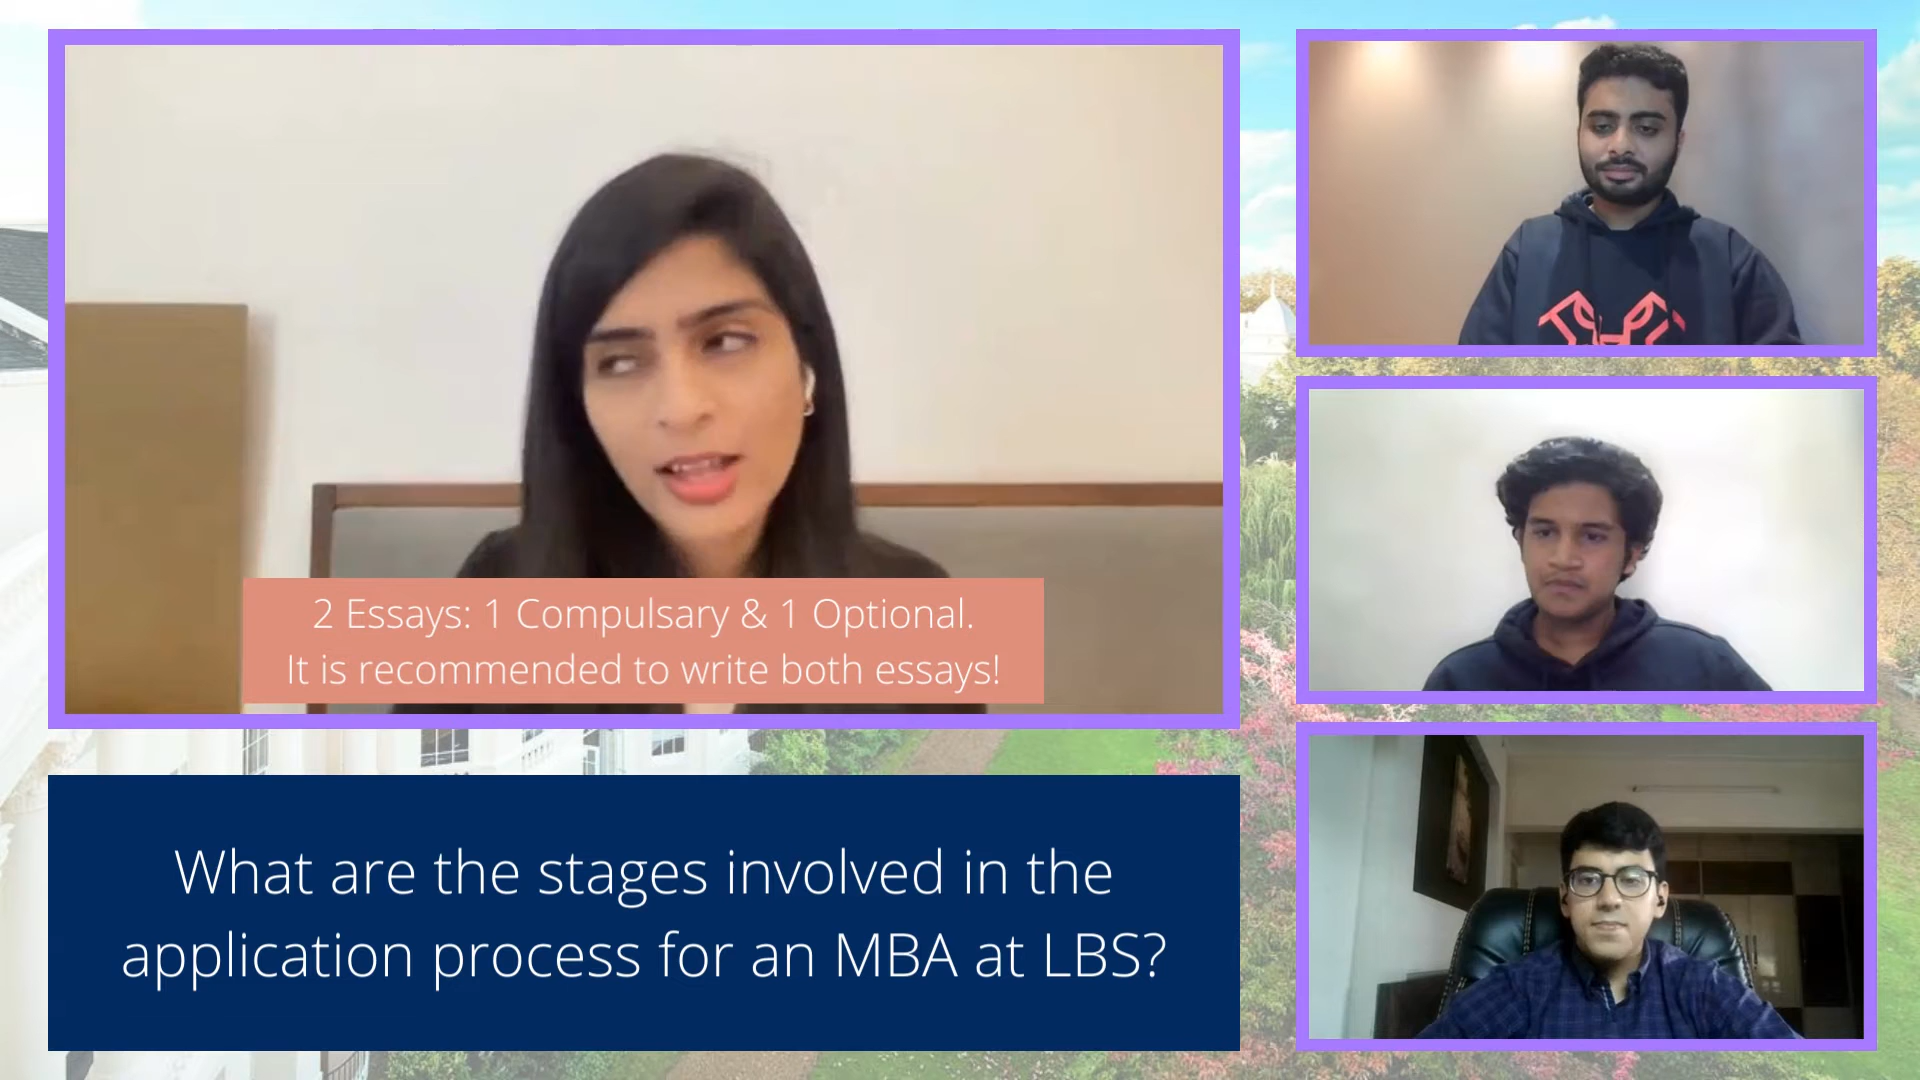 2 Essays: 1 Compulsary & 1 Optional.
It is recommended to write both essays!
What are the stages involved in the
application process for an MBA at LBS?